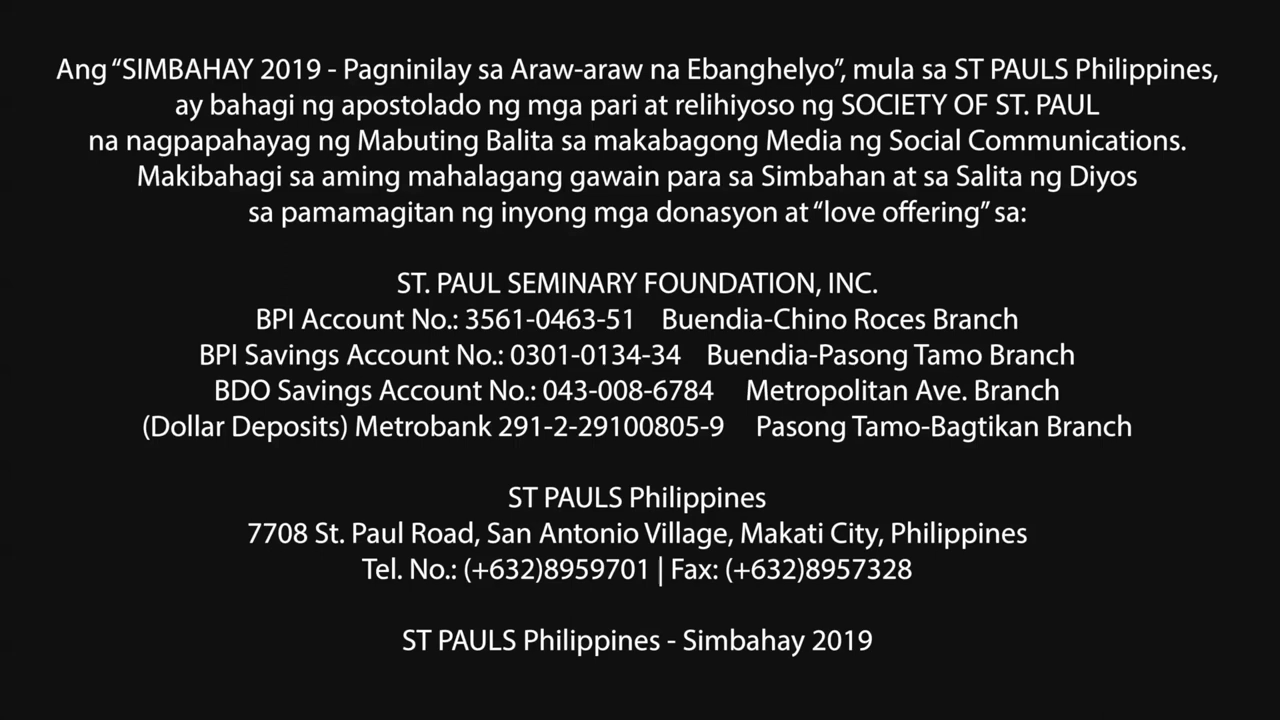 Ang “SIMBAHAY 2019 - Pagninilay sa Araw-araw na Ebanghelyo”, mula sa ST PAULS Philippines,
ay bahagi ng apostolado ng mga pari at relihiyoso ng SOCIETY OF ST. PAUL
na nagpapahayag ng Mabuting Balita sa makabagong Media ng Social Communications.
Makibahagi sa aming mahalagang gawain para sa Simbahan at sa Salita ng Diyos
sa pamamagitan ng inyong mga donasyon at “love offering” sa:
ST. PAUL SEMINARY FOUNDATION, INC.
BPI Account No.: 3561-0463-51 Buendia-Chino Roces Branch
BPI Savings Account No.: 0301-0134-34 Buendia-Pasong Tamo Branch
BDO Savings Account No.: 043-008-6784 Metropolitan Ave. Branch
(Dollar Deposits) Metrobank 291-2-29100805-9 Pasong Tamo-Bagtikan Branch
ST PAULS Philippines
7708 St. Paul Road, San Antonio Village, Makati City, Philippines
Tel. No.: (+632)8959701 | Fax: (+632)8957328
ST PAULS Philippines - Simbahay 2019